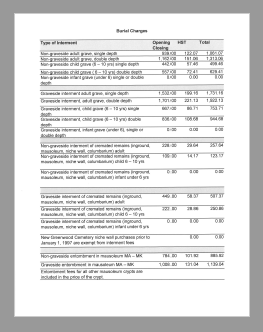 Burial Charges
Type of Interment Opening HST Total
Closing
Non-graveside grave, single depth 939.00 122.07 1,061.07
Non-graveside adult grave, double depth 1,162.00 151.06 1,313.06
Non-graveside child grave (6 – 10 yrs) single 442.00 57.46 499.46
depth
Non-graveside child grave (6 – 10 yrs) double depth 557.00 72.41 629.41
Non-graveside infant grave (under 6) single or double 0.00 0.00 0.00
depth
Graveside interment adult grave, single depth 1,532.00 199.16 1,731.16
Graveside interment, adult grave, double depth 1,701.00 221.13 1,922.13
Graveside interment, child grave (6 – 10 yrs) single 667.00 86.71 753.71
depth
Graveside interment, child grave (6 – 10 yrs) double 836.00 108.68 944.68
depth
Graveside interment, infant grave (under 6), single or 0.00 0.00 0.00
double depth
Non-graveside interment of cremated remains (inground, 228.00 29.64 257.64
mausoleum, niche wall, columbarium) adult
Non-graveside interment of cremated remains (inground, 109.00 14.17 123.17
mausoleum, niche wall, columbarium) child 6 – 10 yrs
Non-graveside interment of cremated remains (inground, 0.00 0.00 0.00
mausoleum, niche wall, columbarium) infant under 6 yrs
Graveside interment of cremated remains (inground, 449.00 58.37 507.37
mausoleum, adult niche wall, columbarium) adult
Graveside interment of cremated remains (inground, 222.00 28.86 250.86
mausoleum, adult niche wall, columbarium) child 6 – 10 yrs
Graveside interment of cremated remains (inground, 0.00 0.00 0.00
mausoleum, adult niche wall, columbarium) infant under 6
yrs
New Greenwood Cemetery niche wall purchases prior to 0.00 0.00
January 1, 1997 are exempt from interment fees
Non-graveside entombment in mausoleum MA – MK 784.00 101.92 885.92
Graveside entombment in mausoleum MA – MK 1,008.00 131.04 1,139.04
Entombment fees for all other mausoleum crypts are
included in the price of the crypt.